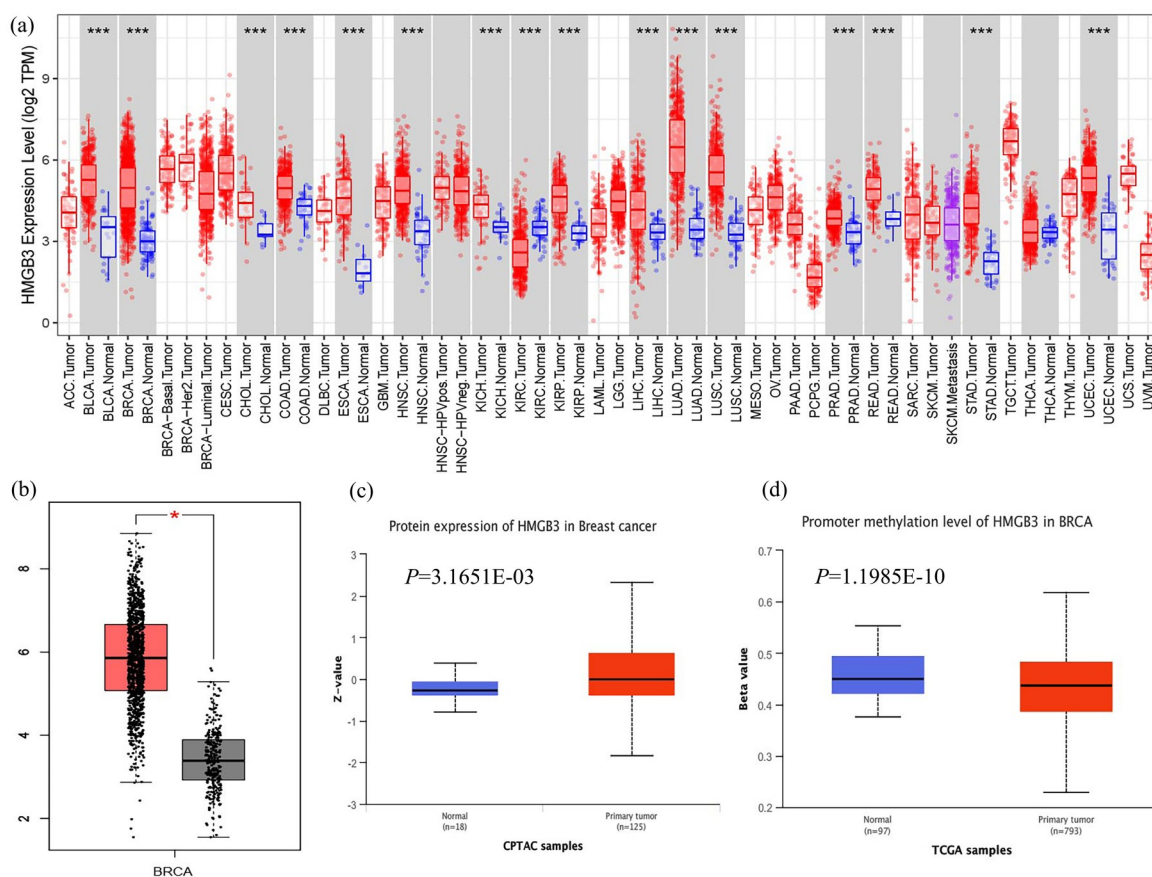 (a)
*** *** *** *** *** *** *** *** *** *** *** *** *** *** *** ***
HMGB3 Expression Level (log2 TPM)
9
6
3
0
ACC.Tumor
BLCA.Tumor
BLCA.Normal
BRCA.Tumor
BRCA.Normal
BRCA-Basal.Tumor
BRCA-Her2.Tumor
BRCA-Luminal.Tumor
CESC.Tumor
CHOL.Tumor
CHOL.Normal
COAD.Tumor
COAD.Normal
DLBC.Tumor
ESCA.Tumor
ESCA.Normal
GBM.Tumor
HNSC.Tumor
HNSC.Normal
HNSC-HPVpos.Tumor
HNSC-HPVneg.Tumor
KICH.Tumor
KICH.Normal
KIRC.Tumor
KIRC.Normal
KIRP.Tumor
KIRP.Normal
LAML.Tumor
LGG.Tumor
LIHC.Tumor
LIHC.Normal
LUAD.Tumor
LUAD.Normal
LUSC.Tumor
LUSC.Normal
MESO.Tumor
OV.Tumor
PAAD.Tumor
PCPG.Tumor
PRAD.Tumor
PRAD.Normal
READ.Tumor
READ.Normal
SARC.Tumor
SKCM.Tumor
SKCM.Metastasis
STAD.Tumor
STAD.Normal
TGCT.Tumor
THCA.Tumor
THCA.Normal
THYM.Tumor
UCEC.Tumor
UCEC.Normal
UCS.Tumor
UVM.Tumor
(b)
*
8
6
4
2
BRCA
(c)
Protein expression of HMGB3 in Breast cancer
P=3.1651E-03
Z-value
3
2
1
0
-1
-2
-3
Normal
(n=18)
Primary tumor
(n=125)
CPTAC samples
(d)
Promoter methylation level of HMGB3 in BRCA
P=1.1985E-10
Beta value
0.7
0.6
0.5
0.4
0.3
0.2
Normal
(n=97)
Primary tumor
(n=793)
TCGA samples